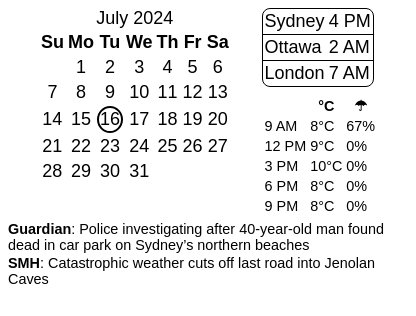 July 2024
Su Mo Tu We Th Fr Sa
1 2 3 4 5 6
7 8 9 10 11 12 13
14 15 16 17 18 19 20
21 22 23 24 25 26 27
28 29 30 31
Sydney 4 PM
Ottawa 2 AM
London 7 AM
°C ☂
9 AM 8°C 67%
12 PM 9°C 0%
3 PM 10°C 0%
6 PM 8°C 0%
9 PM 8°C 0%
Guardian: Police investigating after 40-year-old man found
dead in car park on Sydney’s northern beaches
SMH: Catastrophic weather cuts off last road into Jenolan
Caves